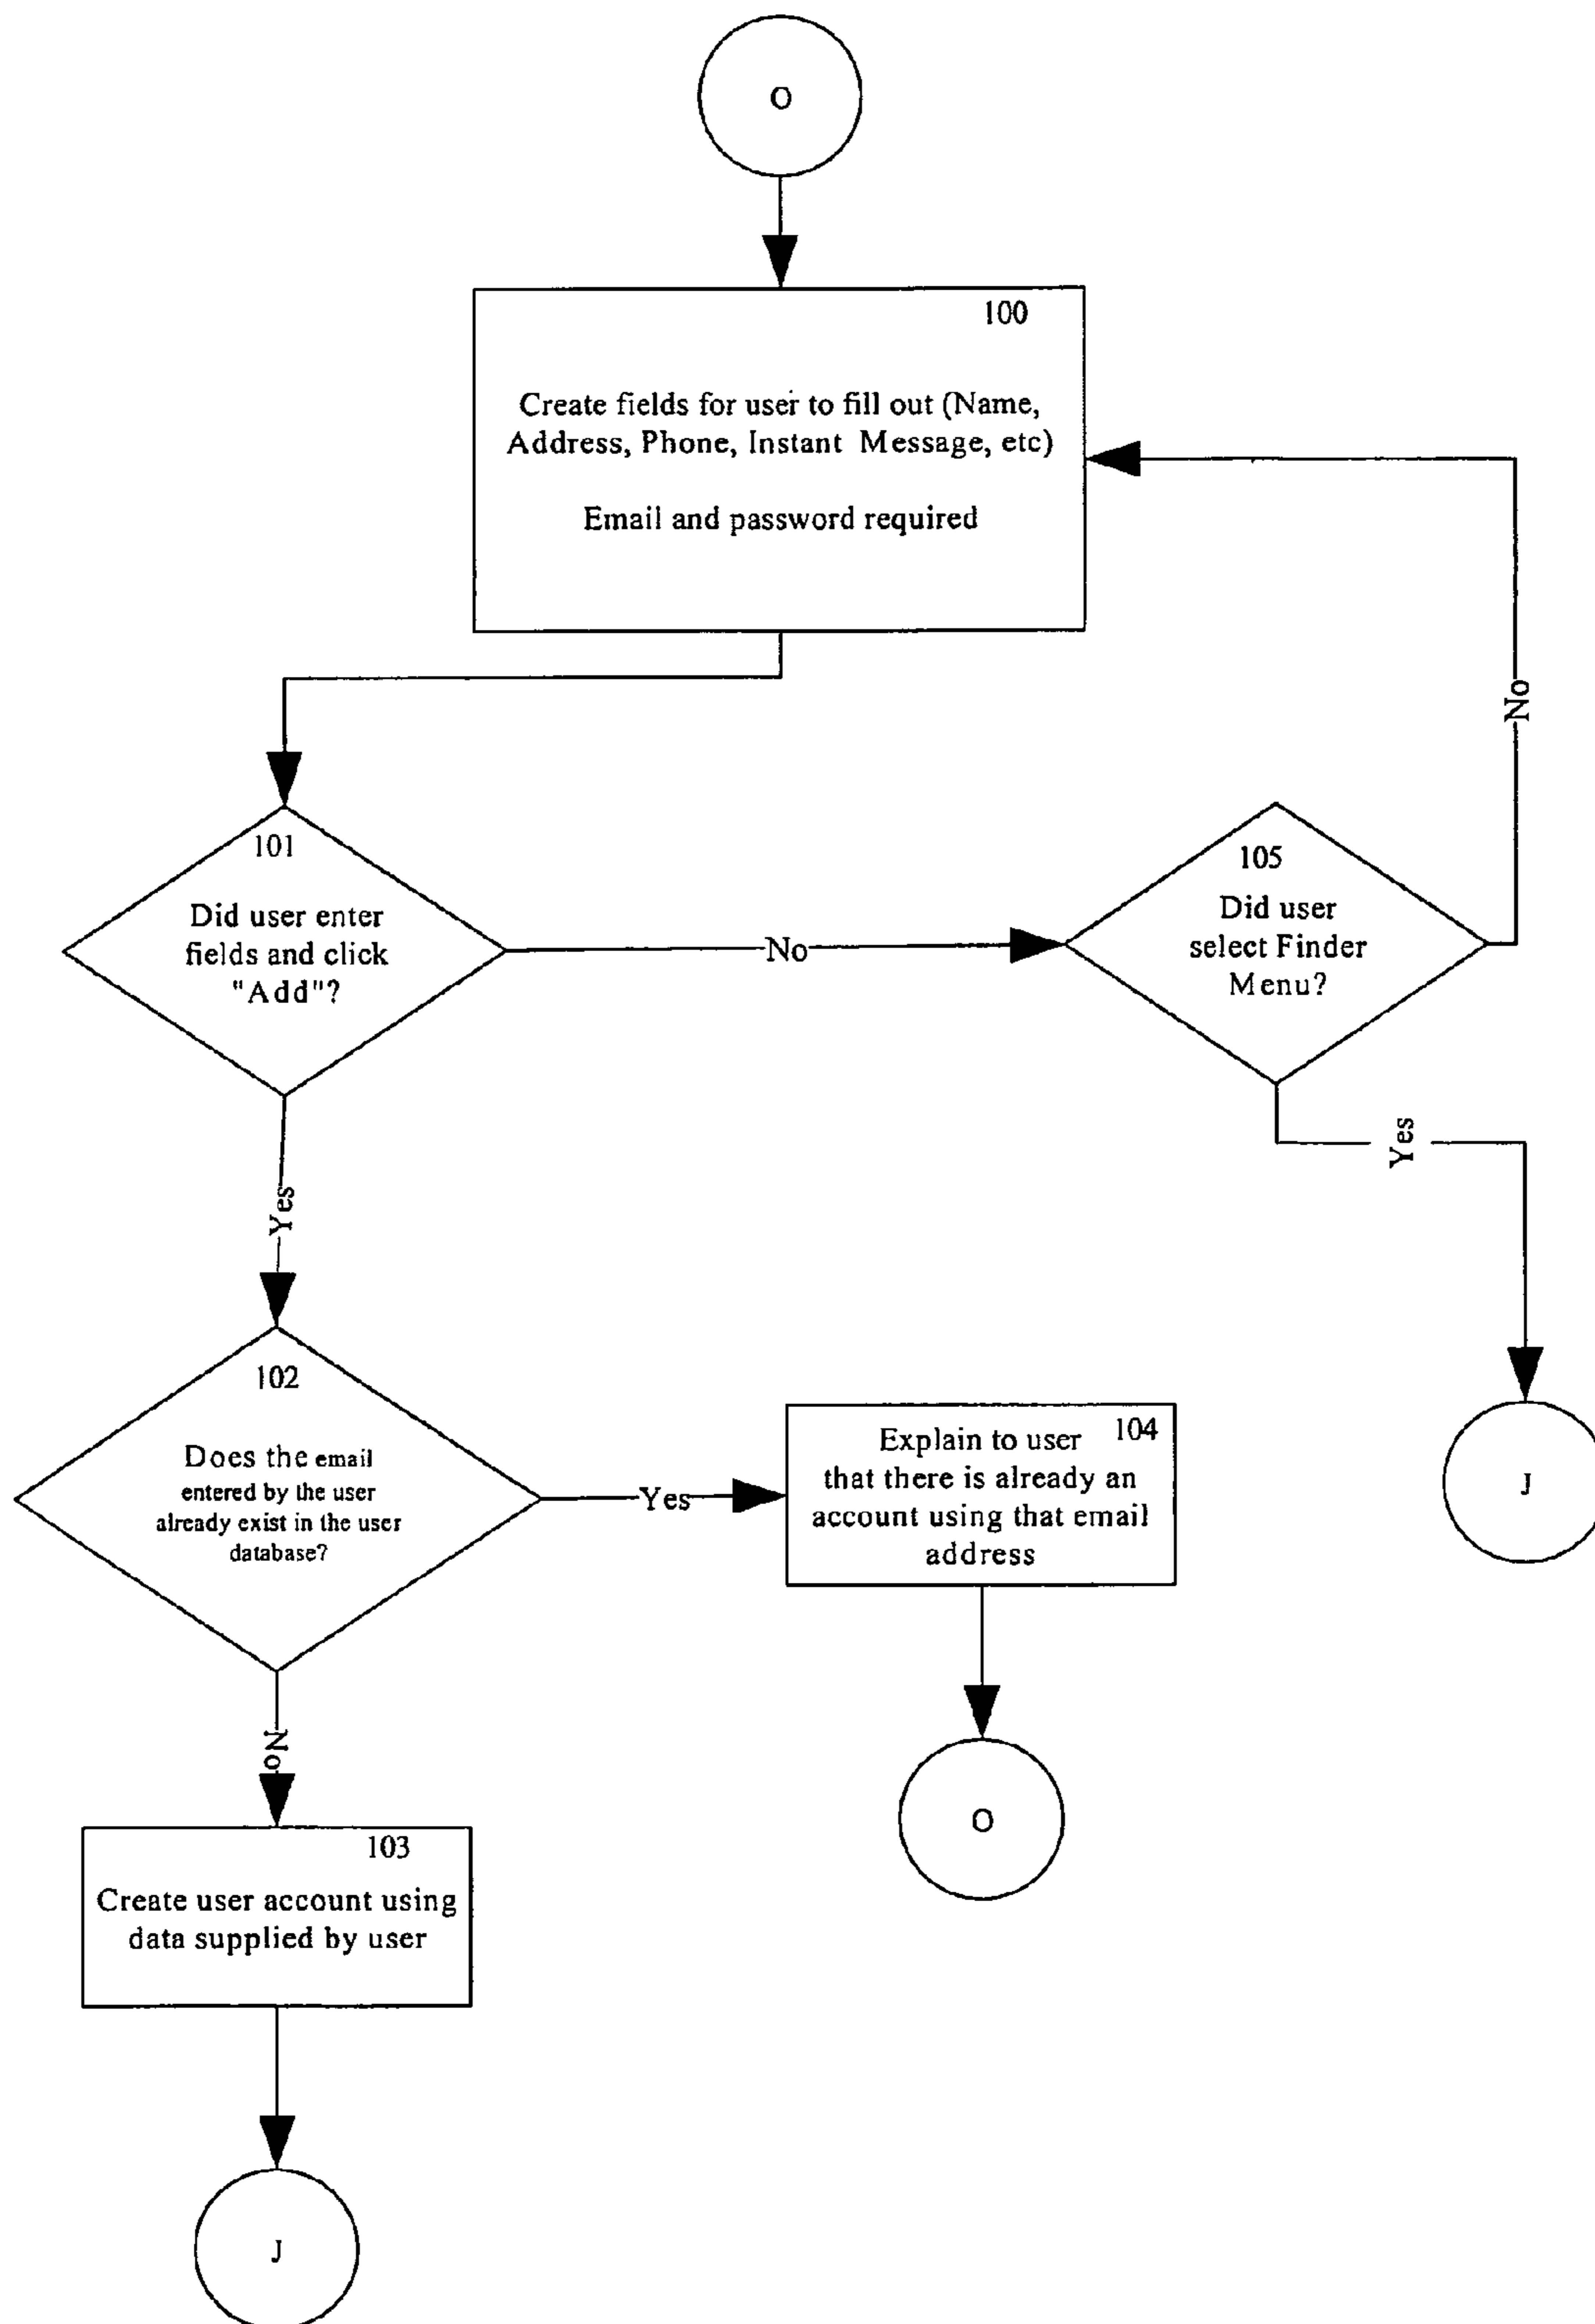 O
100
Create fields for user to fill out (Name,
Address, Phone, Instant Message, etc)
Email and password required
No
101
Did user enter
fields and click
"Add"?
No
105
Did user
select Finder
Menu?
Yes
Yes
102
Does the email
entered by the user
already exist in the user
database?
Yes
104
Explain to user
that there is already an
account using that email
address
J
No
O
103
Create user account using
data supplied by user
J